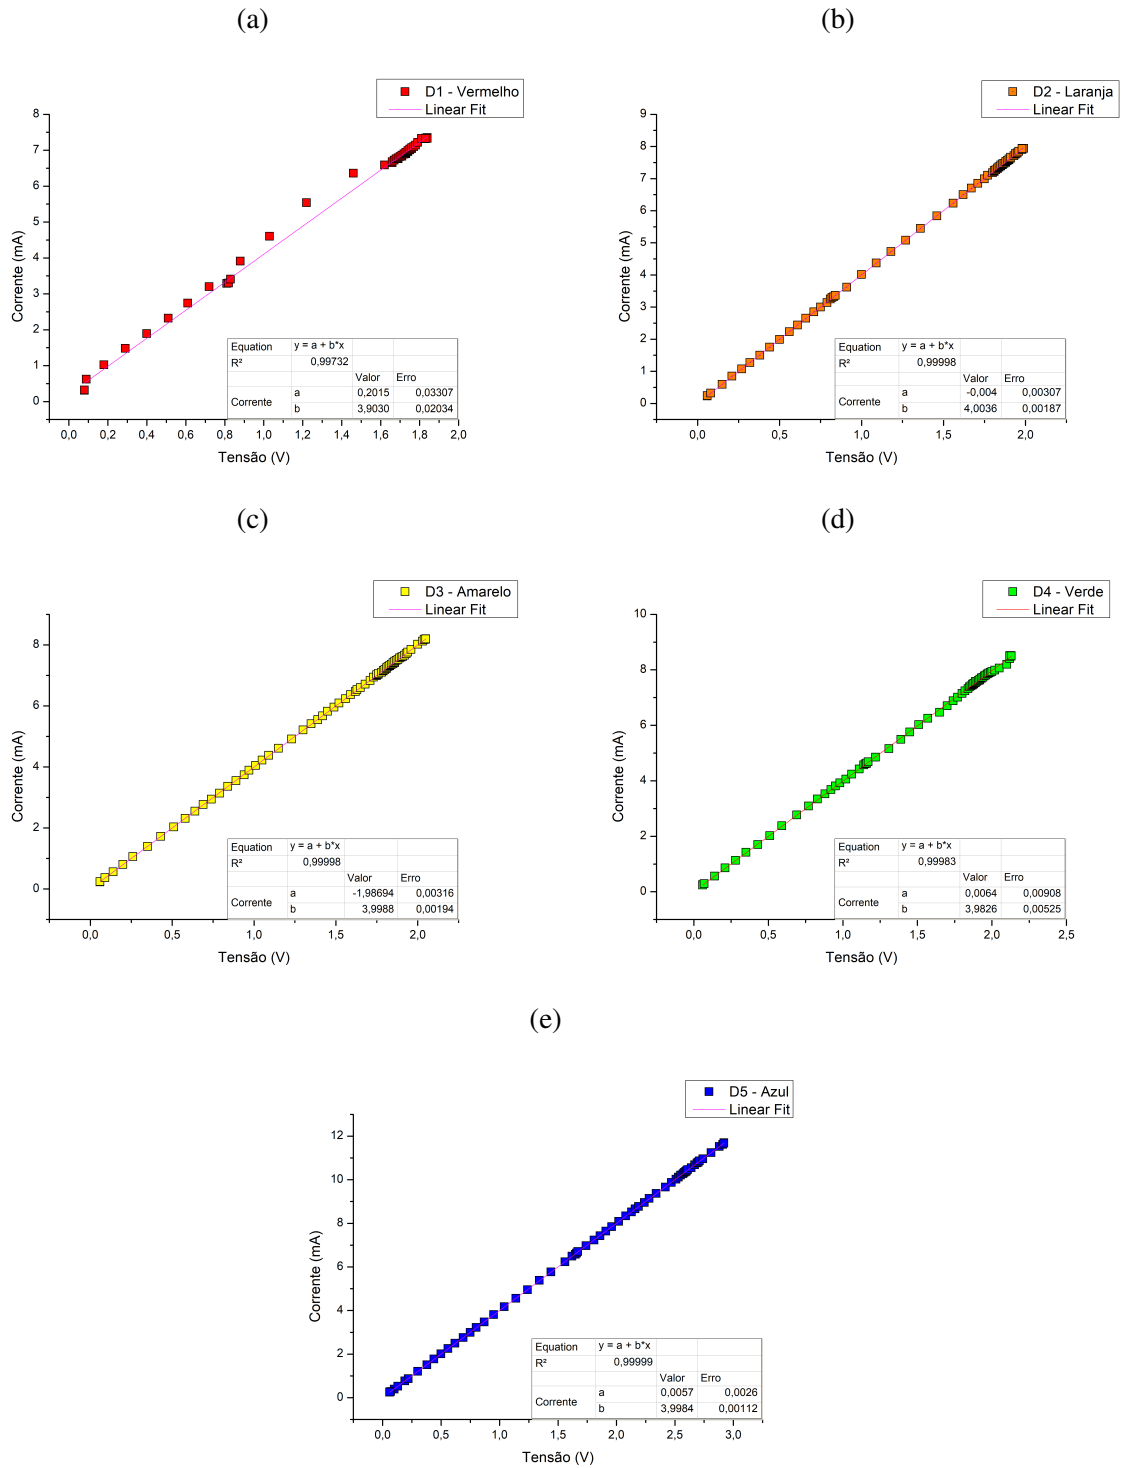 (a)
D1 - Vermelho
Linear Fit
8
7
6
5
4
3
2
1
0
Corrente (mA)
Equation y = a + b*x
R² 0,99732
Valor Erro
Corrente
a 0,2015 0,03307
b 3,9030 0,02034
0,0 0,2 0,4 0,6 0,8 1,0 1,2 1,4 1,6 1,8 2,0
Tensão (V)
(b)
D2 - Laranja
Linear Fit
9
8
7
6
5
4
3
2
1
0
Corrente (mA)
Equation y = a + b*x
R² 0,99998
Valor Erro
Corrente
a -0,004 0,00307
b 4,0036 0,00187
0,0 0,5 1,0 1,5 2,0
Tensão (V)
(c)
D3 - Amarelo
Linear Fit
8
6
4
2
0
Corrente (mA)
Equation y = a + b*x
R² 0,99998
Valor Erro
Corrente
a -1,98694 0,00316
b 3,9988 0,00194
0,0 0,5 1,0 1,5 2,0
Tensão (V)
(d)
D4 - Verde
Linear Fit
10
8
6
4
2
0
Corrente (mA)
Equation y = a + b*x
R² 0,99983
Valor Erro
Corrente
a 0,0064 0,00908
b 3,9826 0,00525
0,0 0,5 1,0 1,5 2,0 2,5
Tensão (V)
(e)
D5 - Azul
Linear Fit
12
10
8
6
4
2
0
Corrente (mA)
Equation y = a + b*x
R² 0,99999
Valor Erro
Corrente
a 0,0057 0,0026
b 3,9984 0,00112
0,0 0,5 1,0 1,5 2,0 2,5 3,0
Tensão (V)